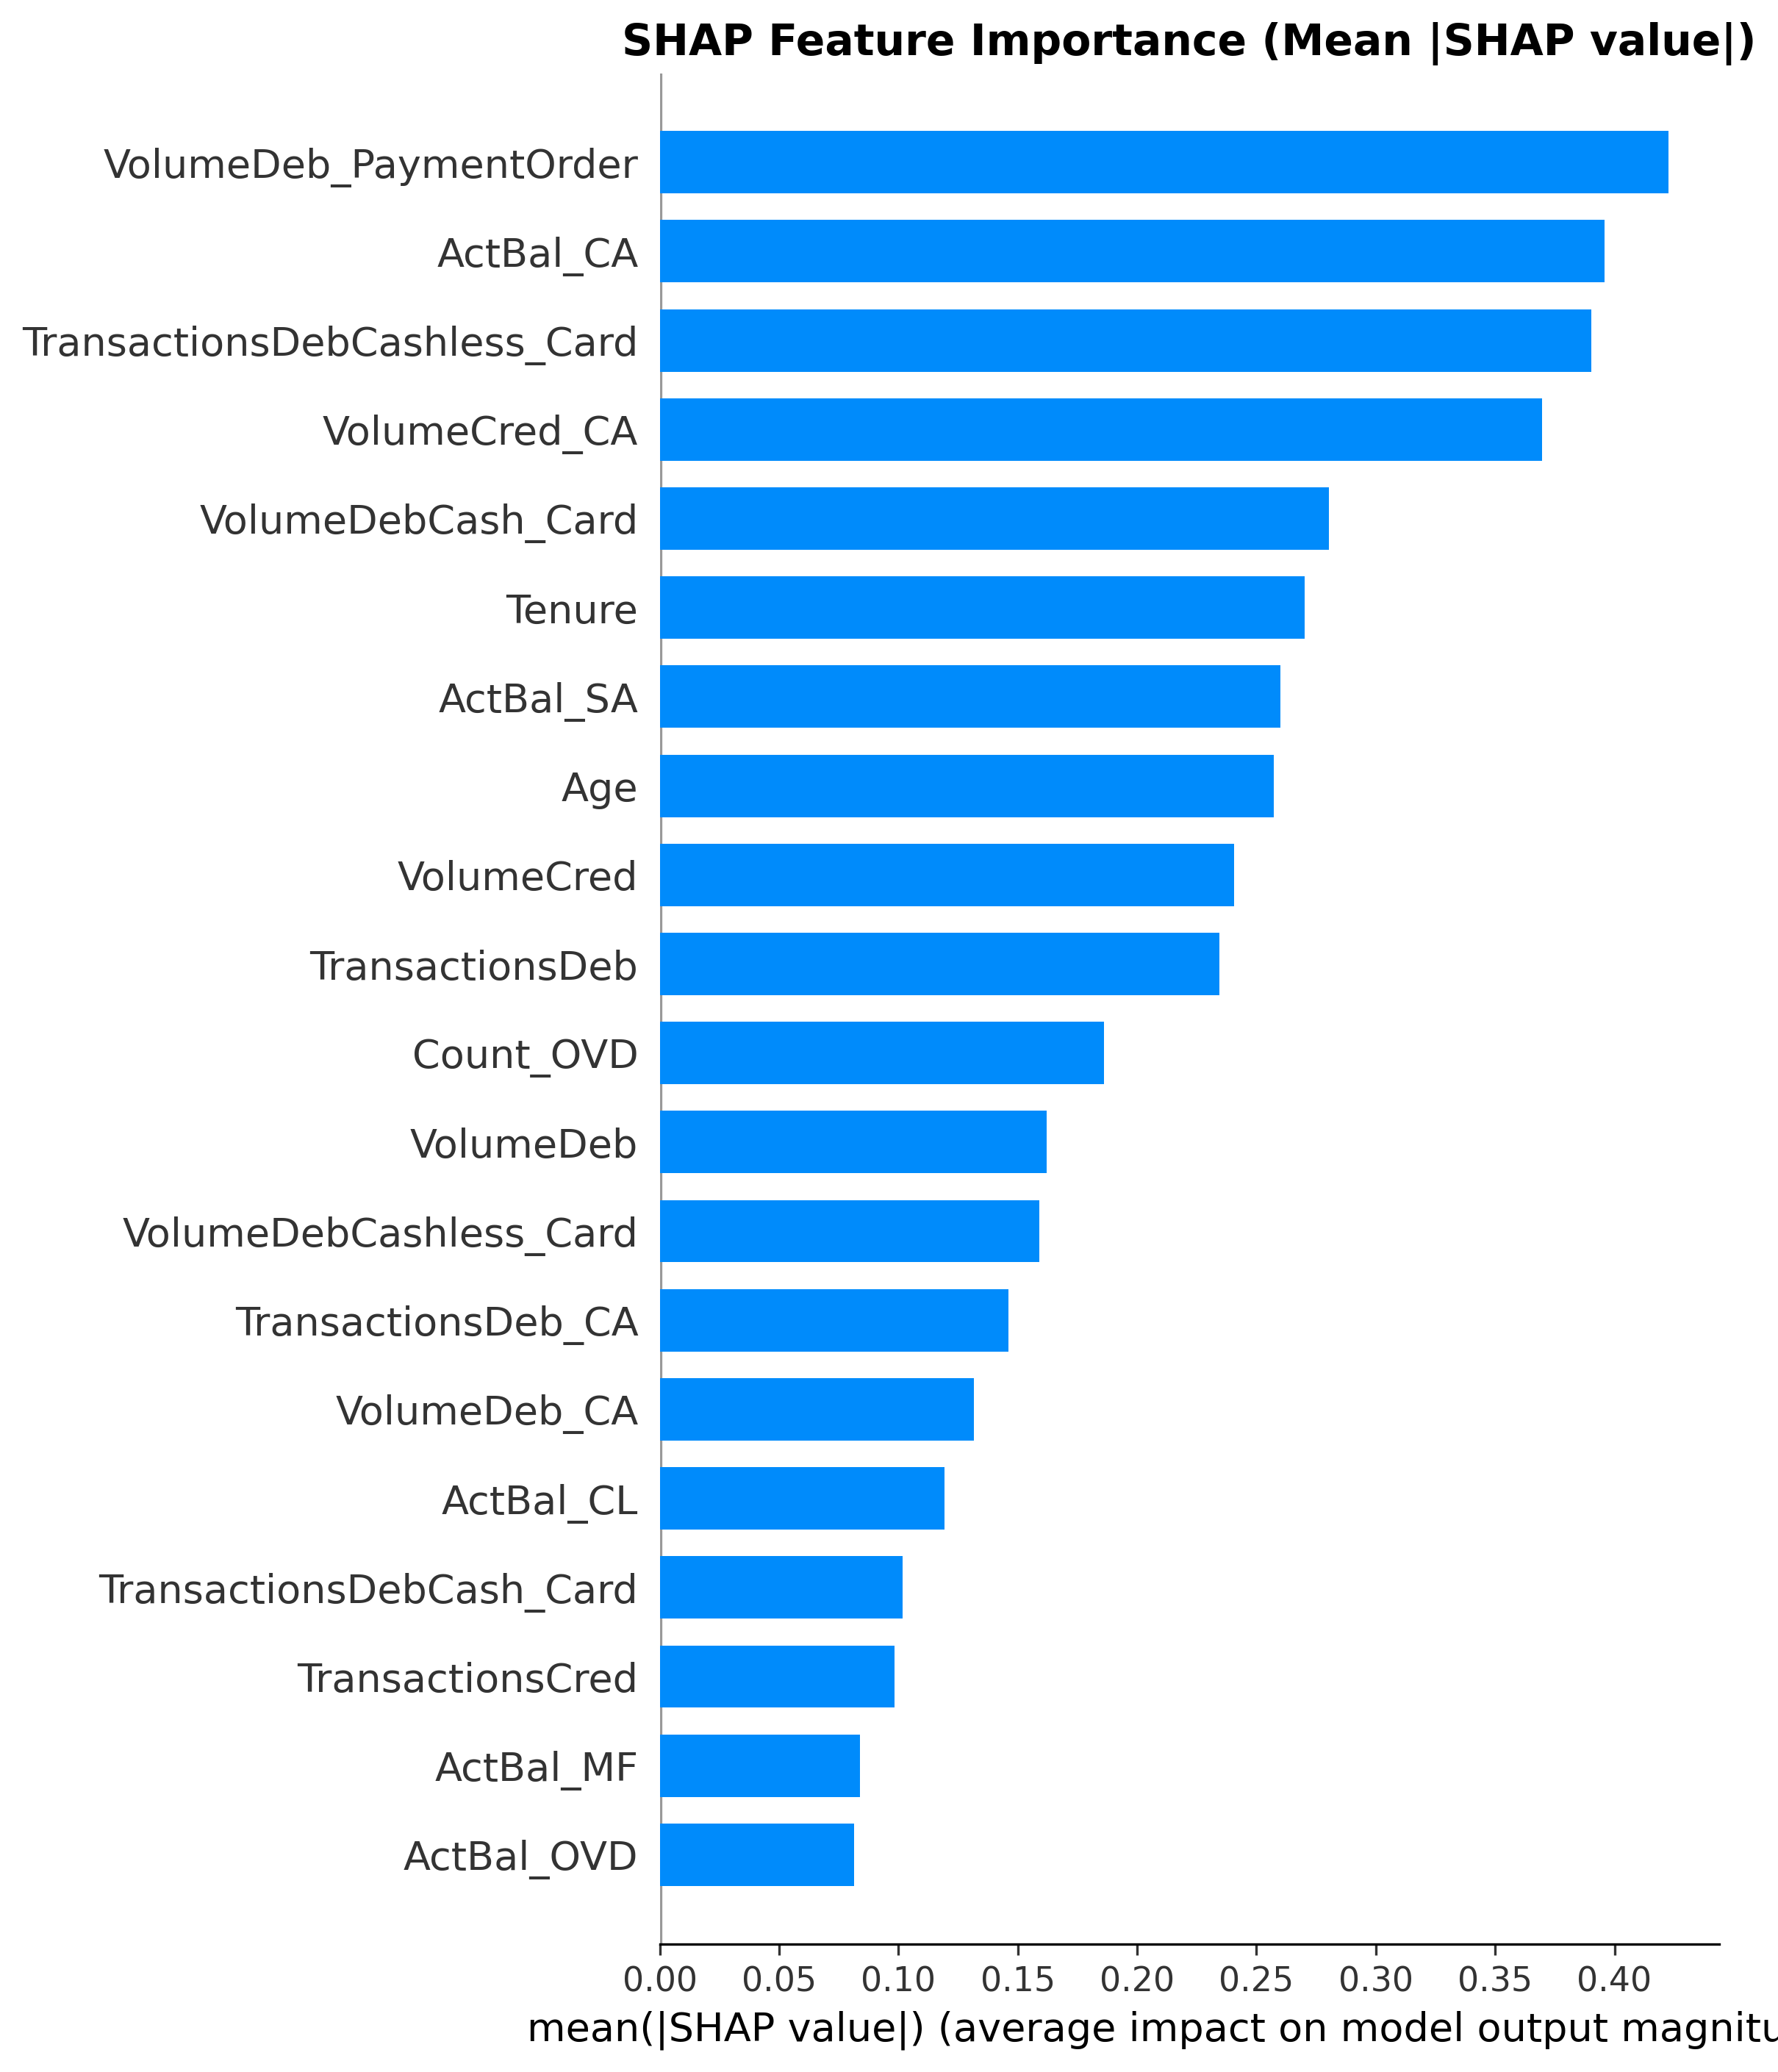 SHAP Feature Importance (Mean |SHAP value|)
VolumeDeb_PaymentOrder
ActBal_CA
TransactionsDebCashless_Card
VolumeCred_CA
VolumeDebCash_Card
Tenure
ActBal_SA
Age
VolumeCred
TransactionsDeb
Count_OVD
VolumeDeb
VolumeDebCashless_Card
TransactionsDeb_CA
VolumeDeb_CA
ActBal_CL
TransactionsDebCash_Card
TransactionsCred
ActBal_MF
ActBal_OVD
0.00 0.05 0.10 0.15 0.20 0.25 0.30 0.35 0.40
mean(|SHAP value|) (average impact on model output magnitu